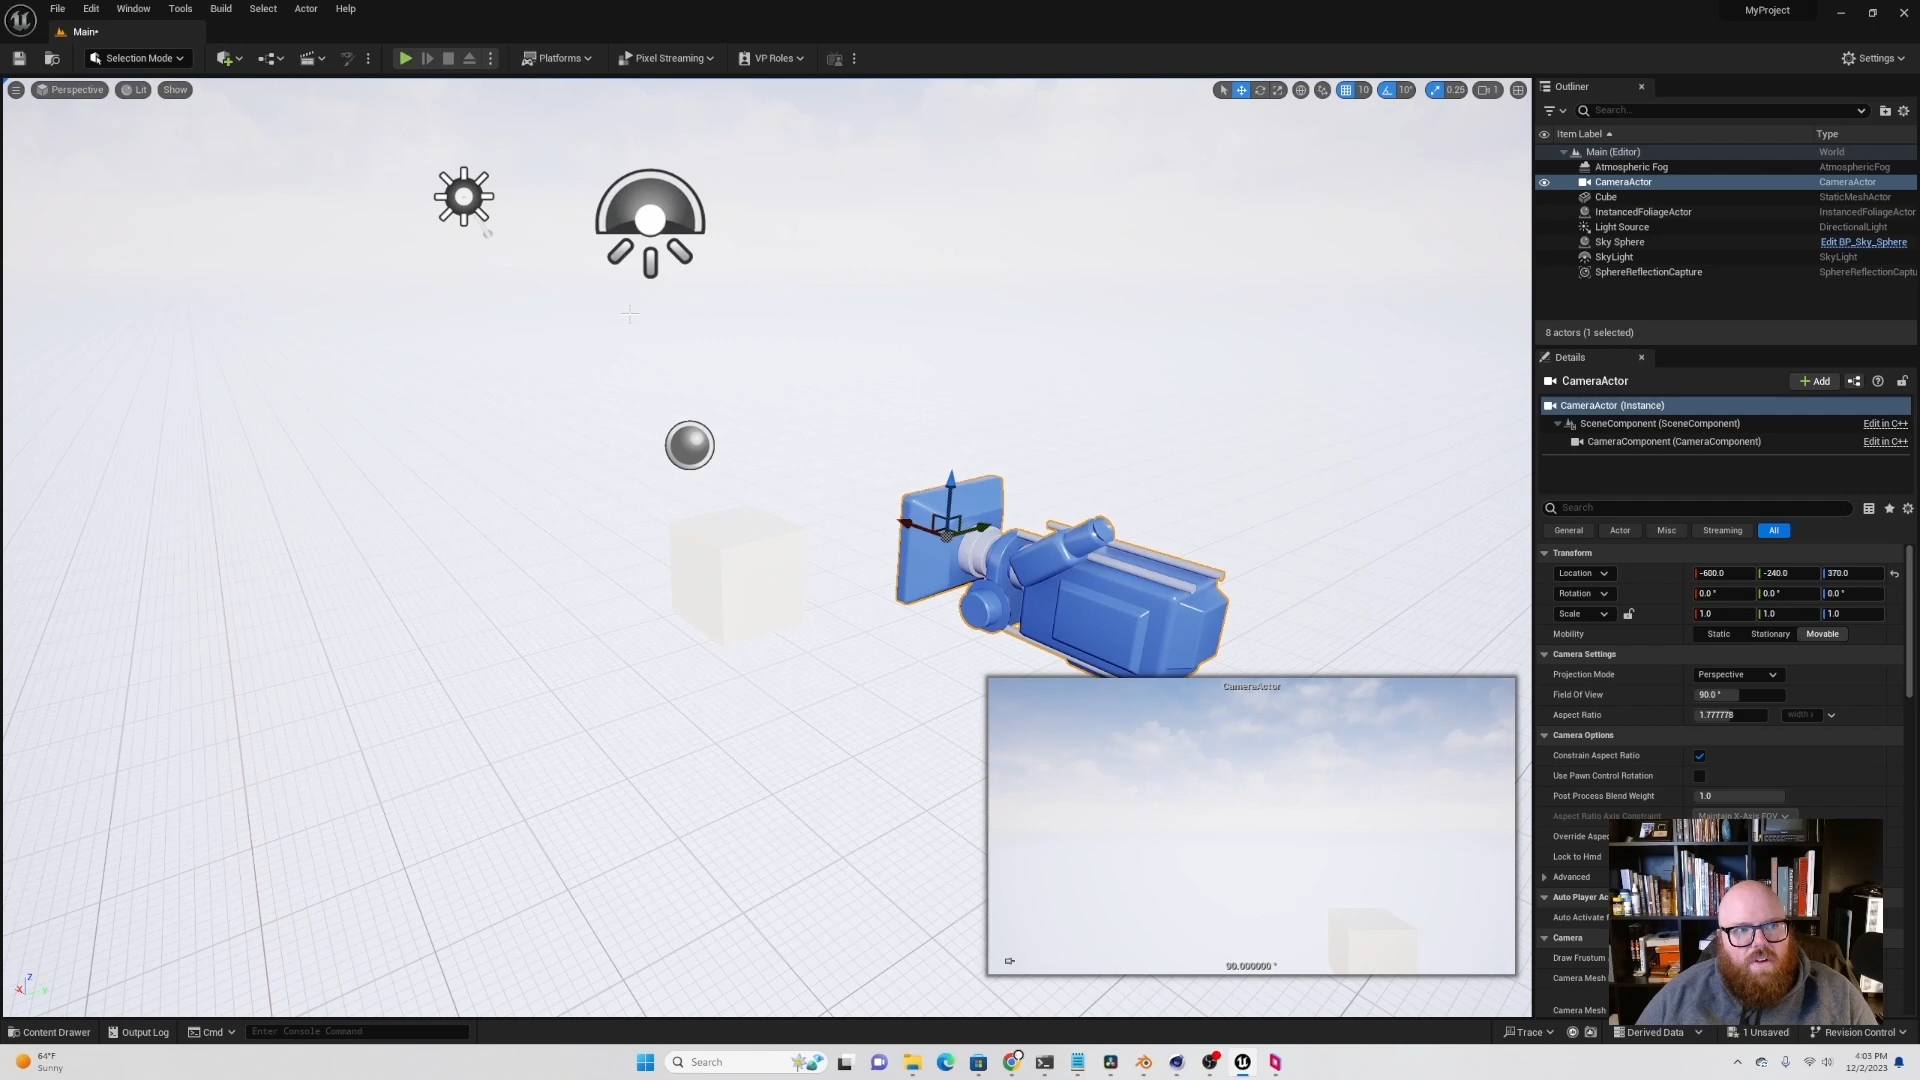 File Edit Window Tools Build Select Actor Help
MyProject
Main*
Selection Mode
Platforms
Pixel Streaming
VP Roles
Settings
Perspective
Lit
Show
10
10°
0.25
1
Outliner
Search...
Item Label
Type
Main (Editor) World
Atmospheric Fog AtmosphericFog
CameraActor CameraActor
Cube StaticMeshActor
InstancedFoliageActor InstancedFoliageActor
Light Source DirectionalLight
Sky Sphere Edit BP_Sky_Sphere
SkyLight SkyLight
SphereReflectionCapture SphereReflectionCaptu
8 actors (1 selected)
Details
CameraActor
Add
CameraActor (Instance)
SceneComponent (SceneComponent) Edit in C++
CameraComponent (CameraComponent) Edit in C++
Search
General Actor Misc Streaming All
Transform
Location -600.0 -240.0 370.0
Rotation 0.0° 0.0° 0.0°
Scale 1.0 1.0 1.0
Mobility Static Stationary Movable
Camera Settings
Projection Mode Perspective
Field Of View 90.0°
Aspect Ratio 1.777778 width x
Camera Options
Constrain Aspect Ratio
Use Pawn Control Rotation
Post Process Blend Weight 1.0
Aspect Ratio Axis Constraint Maintain X-Axis FOV
Override Aspec
Lock to Hmd
Advanced
Auto Player Ac
Auto Activate f
Camera
Draw Frustum
Camera Mesh
Camera Mesh
CameraActor
90.000000 °
Z
X
Y
Content Drawer
Output Log
Cmd
Enter Console Command
Trace
Derived Data
1 Unsaved
Revision Control
64°F
Sunny
Search
4:03 PM
12/2/2023